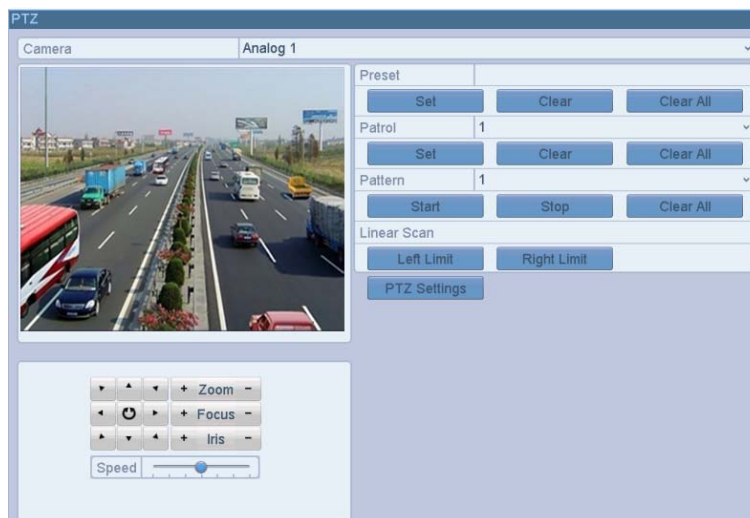 PTZ
Camera Analog 1
Preset
Set Clear Clear All
Patrol 1
Set Clear Clear All
Pattern 1
Start Stop Clear All
Linear Scan
Left Limit Right Limit
PTZ Settings
+ Zoom -
+ Focus -
+ Iris -
Speed